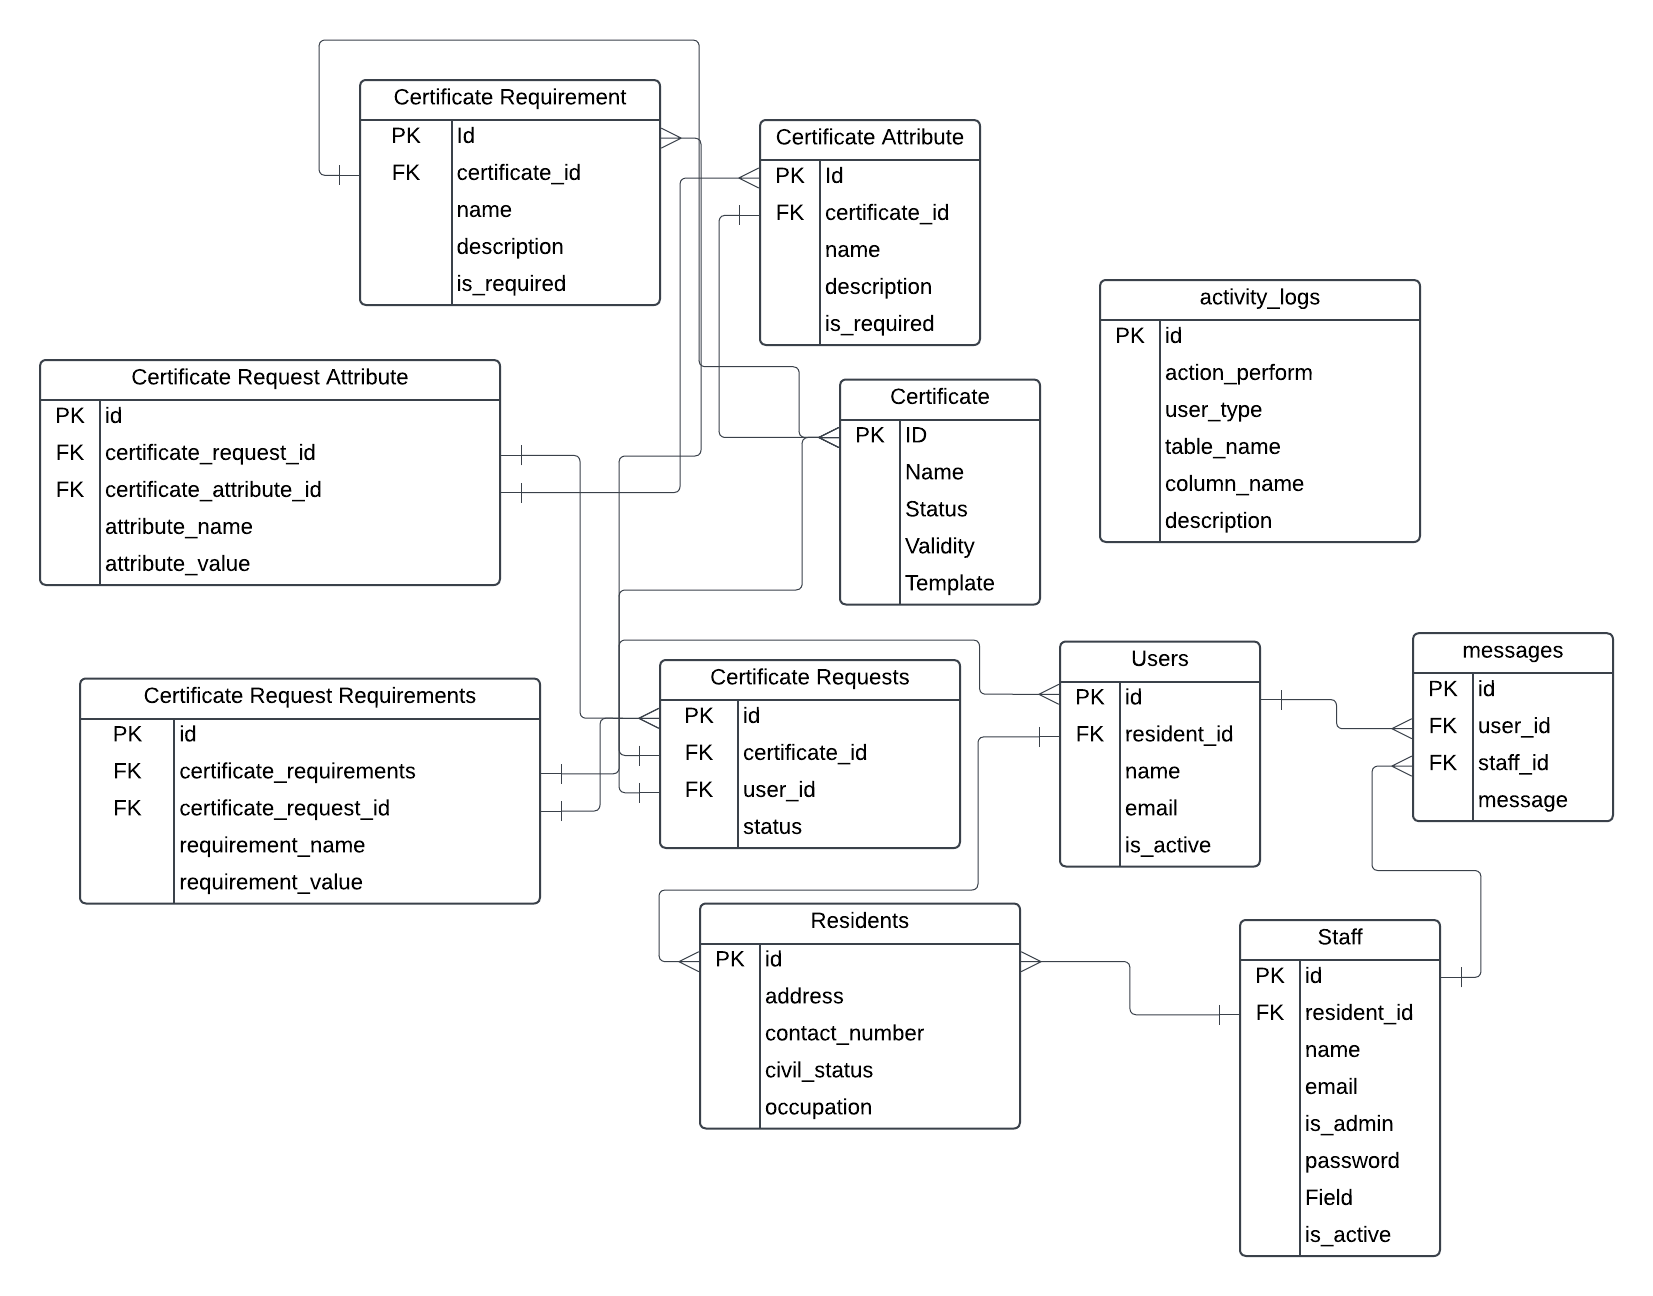 Certificate Requirement
PK Id
FK certificate_id
name
description
is_required
Certificate Attribute
PK Id
FK certificate_id
name
description
is_required
activity_logs
PK id
action_perform
user_type
table_name
column_name
description
Certificate Request Attribute
PK id
FK certificate_request_id
FK certificate_attribute_id
attribute_name
attribute_value
Certificate
PK ID
Name
Status
Validity
Template
Certificate Request Requirements
PK id
FK certificate_requirements
FK certificate_request_id
requirement_name
requirement_value
Certificate Requests
PK id
FK certificate_id
FK user_id
status
Users
PK id
FK resident_id
name
email
is_active
messages
PK id
FK user_id
FK staff_id
message
Residents
PK id
address
contact_number
civil_status
occupation
Staff
PK id
FK resident_id
name
email
is_admin
password
Field
is_active